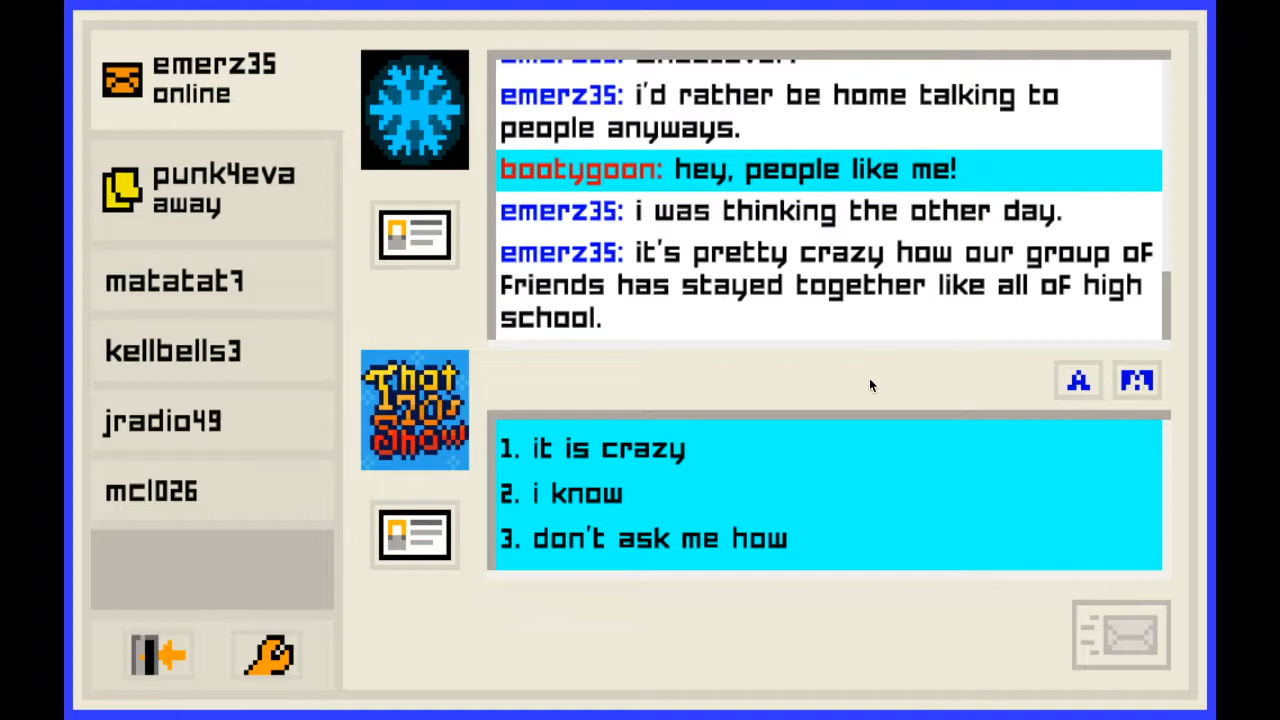 emerz35
online
punk4eva
away
matatat7
kellbells3
jradio49
mcl026
emerz35: i'd rather be home talking to
people anyways.
bootygoon: hey, people like me!
emerz35: i was thinking the other day.
emerz35: it's pretty crazy how our group of
friends has stayed together like all of high
school.
That
70s
Show
A
M
1. it is crazy
2. i know
3. don't ask me how